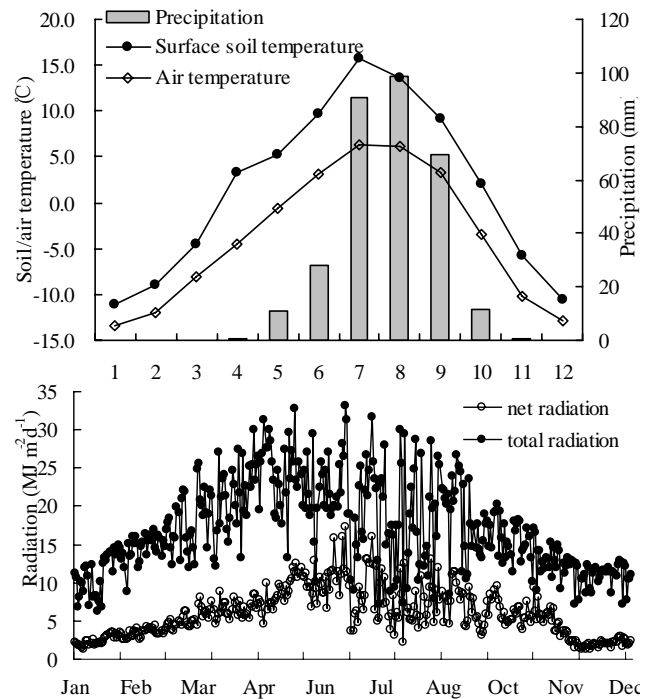 Precipitation
Surface soil temperature
Air temperature
Soil/air temperature (℃)
20.0
15.0
10.0
5.0
0.0
-5.0
-10.0
-15.0
Precipitation (mm)
120
100
80
60
40
20
0
1 2 3 4 5 6 7 8 9 10 11 12
net radiation
total radiation
Radiation (MJ m-2d-1)
35
30
25
20
15
10
5
0
Jan Feb Mar Apr Jun Jul Aug Oct Nov Dec